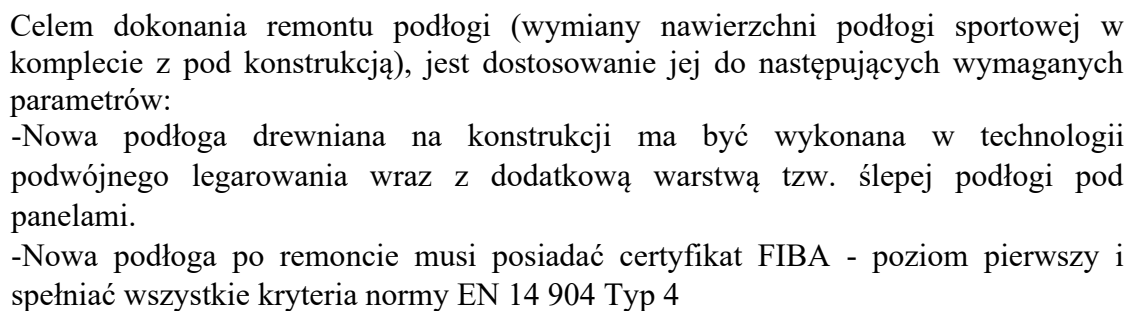 Celem dokonania remontu podłogi (wymiany nawierzchni podłogi sportowej w
komplecie z pod konstrukcją), jest dostosowanie jej do następujących wymaganych
parametrów:
-Nowa podłoga drewniana na konstrukcji ma być wykonana w technologii
podwójnego legarowania wraz z dodatkową warstwą tzw. ślepej podłogi pod
panelami.
-Nowa podłoga po remoncie musi posiadać certyfikat FIBA - poziom pierwszy i
spełniać wszystkie kryteria normy EN 14 904 Typ 4